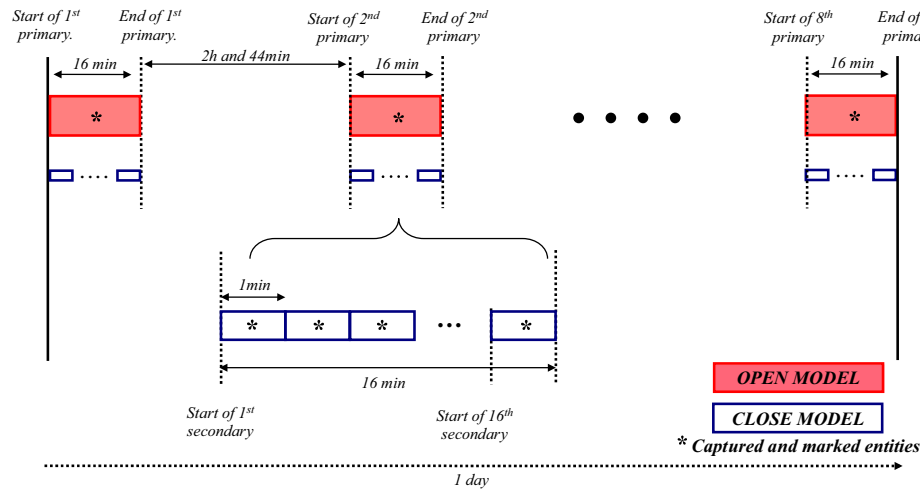 Start of 1st
primary.
End of 1st
primary.
Start of 2nd
primary
End of 2nd
primary
Start of 8th
primary
End of
prima
16 min
2h and 44min
16 min
16 min
*
*
*
1min
*
*
*
*
16 min
Start of 1st
secondary
Start of 16th
secondary
OPEN MODEL
CLOSE MODEL
* Captured and marked entities
1 day